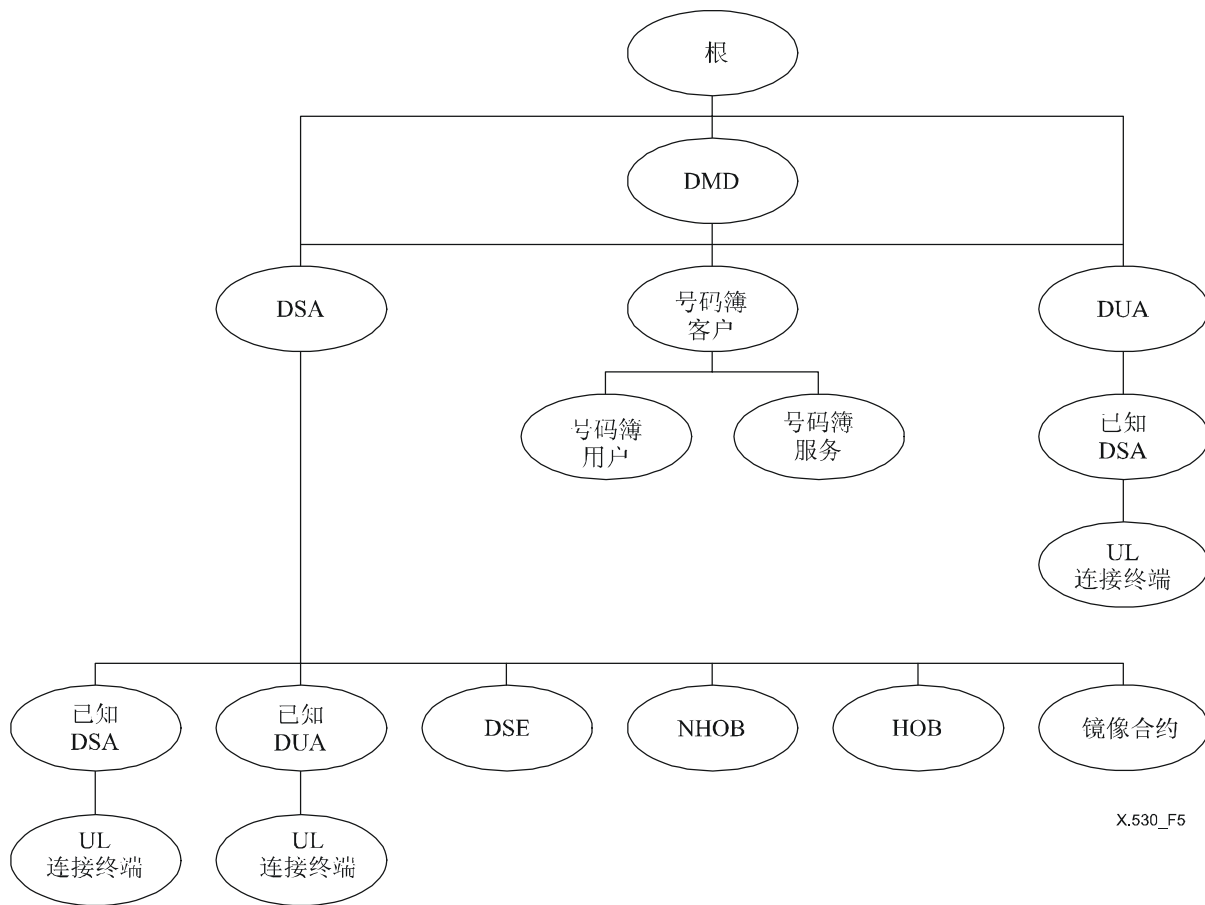 根
DMD
DSA
号码簿
客户
DUA
号码簿
用户
号码簿
服务
已知
DSA
UL
连接终端
已知
DSA
已知
DUA
DSE
NHOB
HOB
镜像合约
UL
连接终端
UL
连接终端
X.530_F5